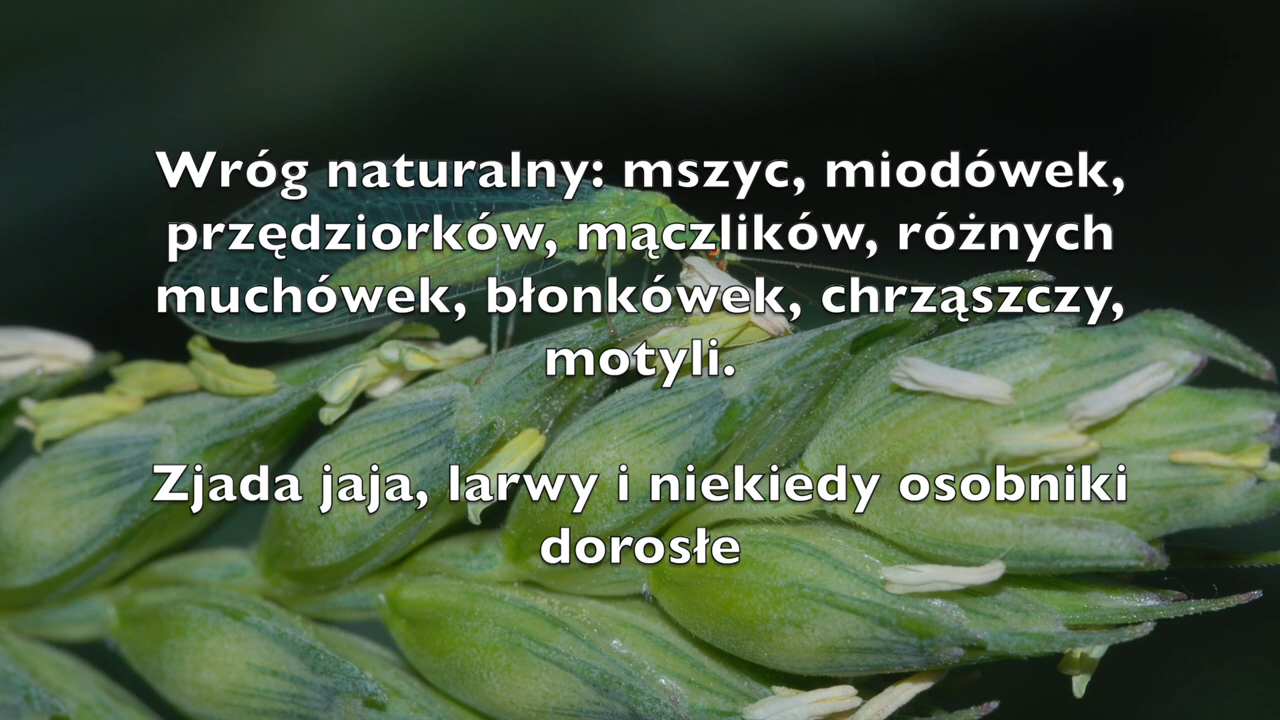 Wróg naturalny: mszyc, miodówek,
przędziorków, mączlików, różnych
muchówek, błonkówek, chrząszczy,
motyli.
Zjada jaja, larwy i niekiedy osobniki
dorosłe